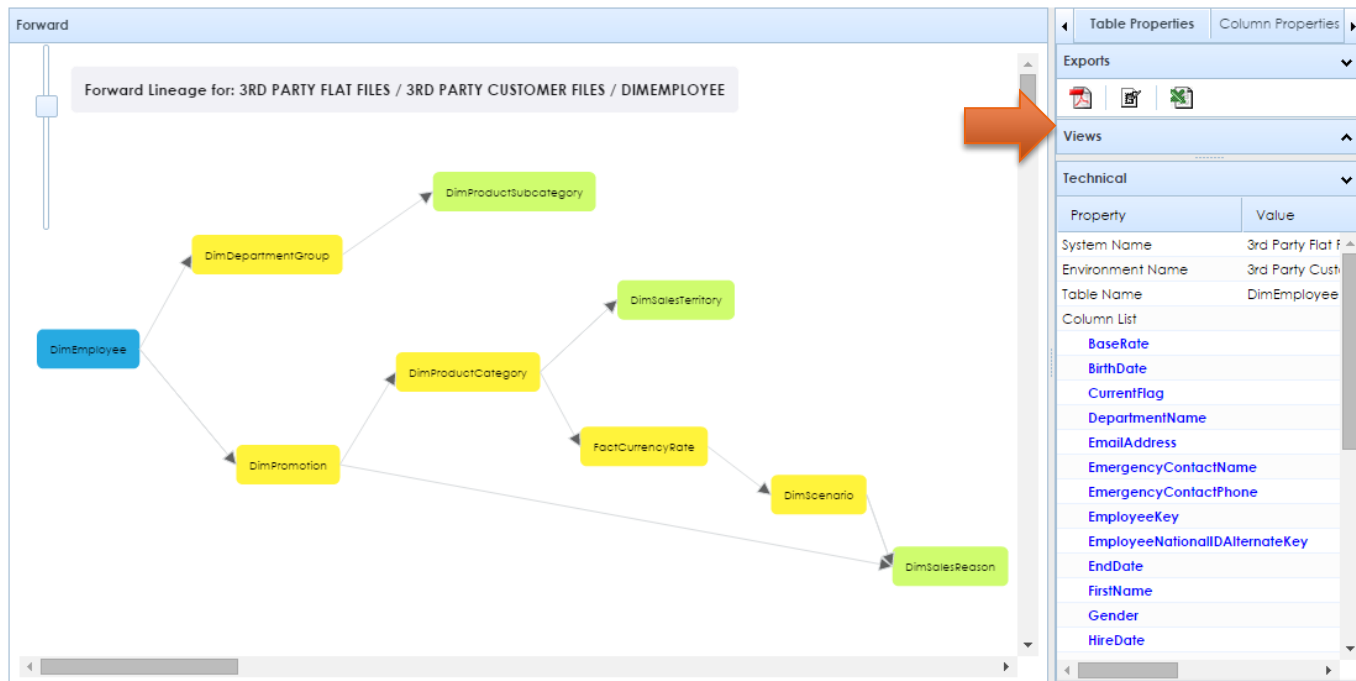 Forward
Forward Lineage for: 3RD PARTY FLAT FILES / 3RD PARTY CUSTOMER FILES / DIMEMPLOYEE
DimProductSubcategory
DimDepartmentGroup
DimSalesTerritory
DimEmployee
DimProductCategory
FactCurrencyRate
DimPromotion
DimScenario
DimSalesReason
Table Properties Column Properties
Exports
Views
Technical
Property Value
System Name 3rd Party Flat F
Environment Name 3rd Party Cust
Table Name DimEmployee
Column List
BaseRate
BirthDate
CurrentFlag
DepartmentName
EmailAddress
EmergencyContactName
EmergencyContactPhone
EmployeeKey
EmployeeNationalIDAlternateKey
EndDate
FirstName
Gender
HireDate